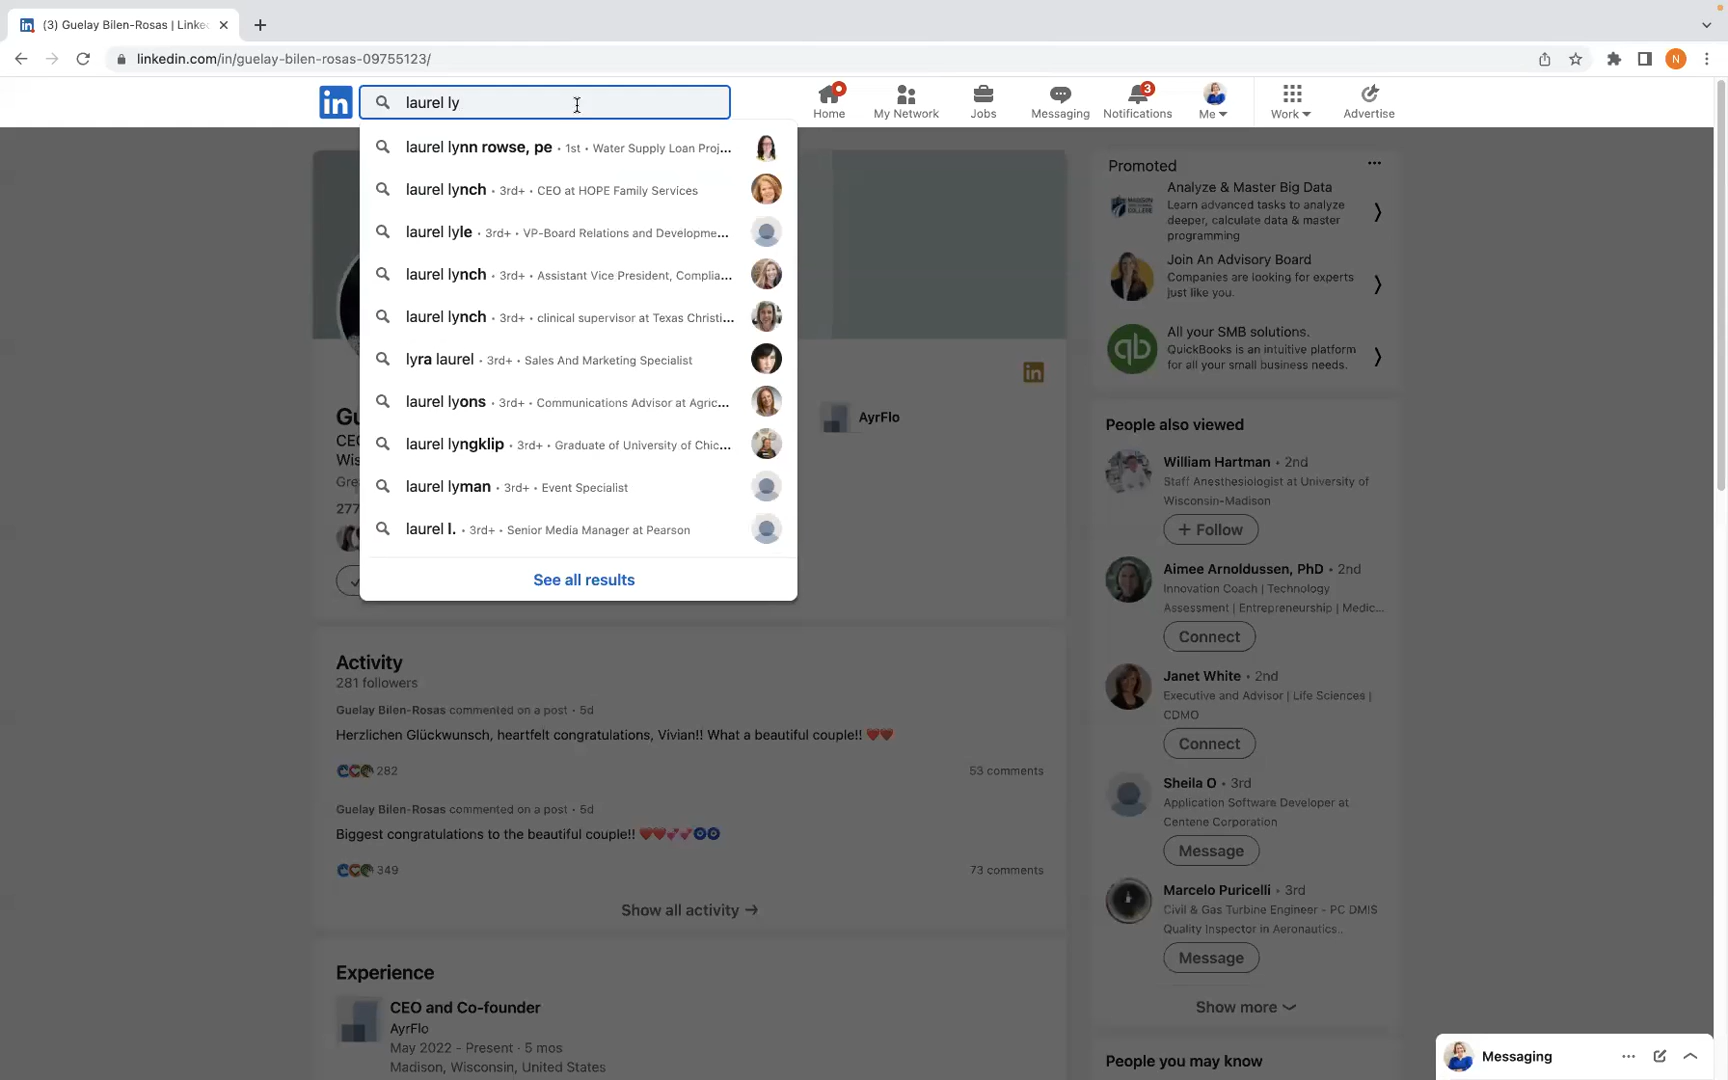 (3) Guelay Bilen-Rosas | Linke
linkedin.com/in/guelay-bilen-rosas-09755123/
N
in
laurel ly
Home
My Network
Jobs
Messaging
3
Notifications
Me
Work
Advertise
laurel lynn rowse, pe • 1st • Water Supply Loan Proj...
laurel lynch • 3rd+ • CEO at HOPE Family Services
laurel lyle • 3rd+ • VP-Board Relations and Developme...
laurel lynch • 3rd+ • Assistant Vice President, Complia...
laurel lynch • 3rd+ • clinical supervisor at Texas Christi...
lyra laurel • 3rd+ • Sales And Marketing Specialist
laurel lyons • 3rd+ • Communications Advisor at Agric...
laurel lyngklip • 3rd+ • Graduate of University of Chic...
laurel lyman • 3rd+ • Event Specialist
laurel l. • 3rd+ • Senior Media Manager at Pearson
See all results
Gu
CEO
Wis
Gre
277
in
AyrFlo
Activity
281 followers
Guelay Bilen-Rosas commented on a post • 5d
Herzlichen Glückwunsch, heartfelt congratulations, Vivian!! What a beautiful couple!! ❤️❤️
282
53 comments
Guelay Bilen-Rosas commented on a post • 5d
Biggest congratulations to the beautiful couple!! ❤️❤️💕💕🧿🧿
349
73 comments
Show all activity →
Experience
CEO and Co-founder
AyrFlo
May 2022 - Present · 5 mos
Madison, Wisconsin, United States
Promoted
Analyze & Master Big Data
Learn advanced tasks to analyze
deeper, calculate data & master
programming
Join An Advisory Board
Companies are looking for experts
just like you.
qb
All your SMB solutions.
QuickBooks is an intuitive platform
for all your small business needs.
People also viewed
William Hartman • 2nd
Staff Anesthesiologist at University of
Wisconsin-Madison
+ Follow
Aimee Arnoldussen, PhD • 2nd
Innovation Coach | Technology
Assessment | Entrepreneurship | Medic...
Connect
Janet White • 2nd
Executive and Advisor | Life Sciences |
CDMO
Connect
Sheila O • 3rd
Application Software Developer at
Centene Corporation
Message
Marcelo Puricelli • 3rd
Civil & Gas Turbine Engineer - PC DMIS
Quality Inspector in Aeronautics..
Message
Show more
People you may know
Messaging